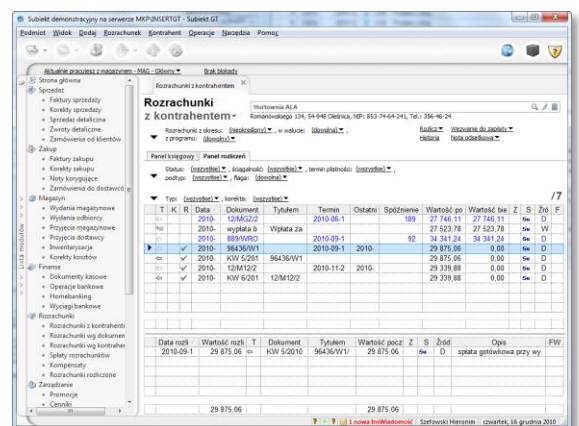 Subiekt demonstracyjny na serwerze MKP\INSERTGT - Subiekt GT
Podmiot Widok Dodaj Rozrachunek Kontrahent Operacje Narzędzia Pomoc
Aktualnie pracujesz z magazynem - MAG - Główny Brak blokady
Lista modułów
Strona główna
Sprzedaż
Faktury sprzedaży
Korekty sprzedaży
Sprzedaż detaliczna
Zwroty detaliczne
Zamówienia od klientów
Zakup
Faktury zakupu
Korekty zakupu
Noty korygujące
Zamówienia do dostawcó
Magazyn
Wydania magazynowe
Wydania odbiorcy
Przyjęcia magazynowe
Przyjęcia dostawcy
Inwentaryzacja
Korekty kosztów
Finanse
Dokumenty kasowe
Operacje bankowe
Homebanking
Wyciągi bankowe
Rozrachunki
Rozrachunki z kontrahente
Rozrachunki wg dokumen
Rozrachunki wg kontrahe
Spłaty rozrachunków
Kompensaty
Rozrachunki rozliczone
Zarządzanie
Promocje
Cenniki
Rozrachunki z kontrahentem
Rozrachunki
z kontrahentem
Hurtownia ALA
Romanowskiego 134, 54-948 Oleśnica, NIP: 853-74-64-241, Tel.: 256-46-24
Rozrachunki z okresu: (nieokreślony) , w walucie: (dowolna) ,
z programu: (dowolny)
Rozlicz Wezwanie do zapłaty
Historia Nota odsetkowa
Panel księgowy Panel rozliczeń
Status: (wszystkie) , ściągalność: (wszystkie) , termin płatności: (wszystkie) ,
podtyp: (wszystkie) , flaga: (dowolna)
Typ: (wszystkie) , korekta: (wszystkie) /7
T K R Data Dokument Tytułem Termin Ostatni Spóźnienie Wartość po Wartość bie Z S Źró F
2010- 12/MGZ/2 2010-06-1 189 27 746,11 27 746,11 D
2010- wypłata b Wpłata za 27 523,78 27 523,78 W
2010- 889/WRO 2010-09-1 92 34 341,24 34 341,24 D
2010- 96436/W1 2010-09-1 2010- 29 875,06 0,00 D
2010- KW 5/201 96436/W1 29 875,06 0,00 D
2010- 12/M12/2 2010-11-2 2010- 29 339,88 0,00 D
2010- KW 6/201 12/M12/2 29 339,88 0,00 D
Data rozli Wartość rozli T Dokument Tytułem Wartość pocz Z S Źród Opis FW
2010-09-1 29 875,06 KW 5/2010 96436/W1/ 29 875,06 D spłata gotówkowa przy wy
29 875,06 29 875,06
1 nowa InsWiadomość Szefowski Hieronim czwartek, 16 grudnia 2010